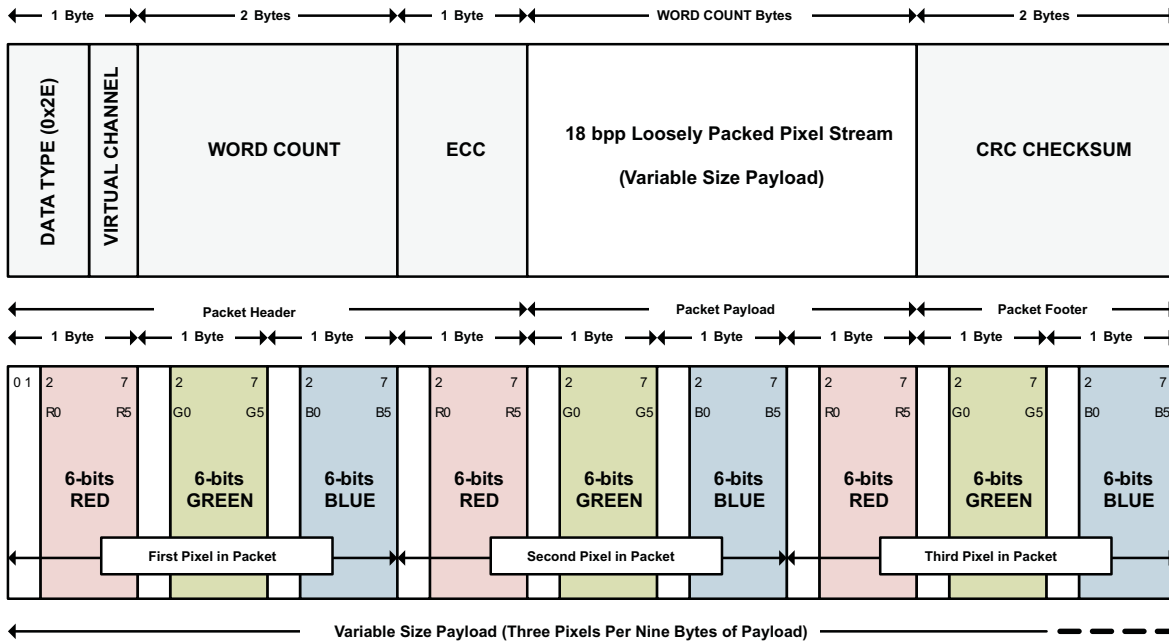 1 Byte 2 Bytes 1 Byte WORD COUNT Bytes 2 Bytes
DATA TYPE (0x2E)
VIRTUAL CHANNEL
WORD COUNT
ECC
18 bpp Loosely Packed Pixel Stream
(Variable Size Payload)
CRC CHECKSUM
Packet Header Packet Payload Packet Footer
1 Byte 1 Byte 1 Byte 1 Byte 1 Byte 1 Byte 1 Byte 1 Byte 1 Byte
0 1 2 7 2 7 2 7 2 7 2 7 2 7 2 7 2 7 2 7
R0 R5 G0 G5 B0 B5 R0 R5 G0 G5 B0 B5 R0 R5 G0 G5 B0 B5
6-bits 6-bits 6-bits 6-bits 6-bits 6-bits 6-bits 6-bits 6-bits
RED GREEN BLUE RED GREEN BLUE RED GREEN BLUE
First Pixel in Packet Second Pixel in Packet Third Pixel in Packet
Variable Size Payload (Three Pixels Per Nine Bytes of Payload)